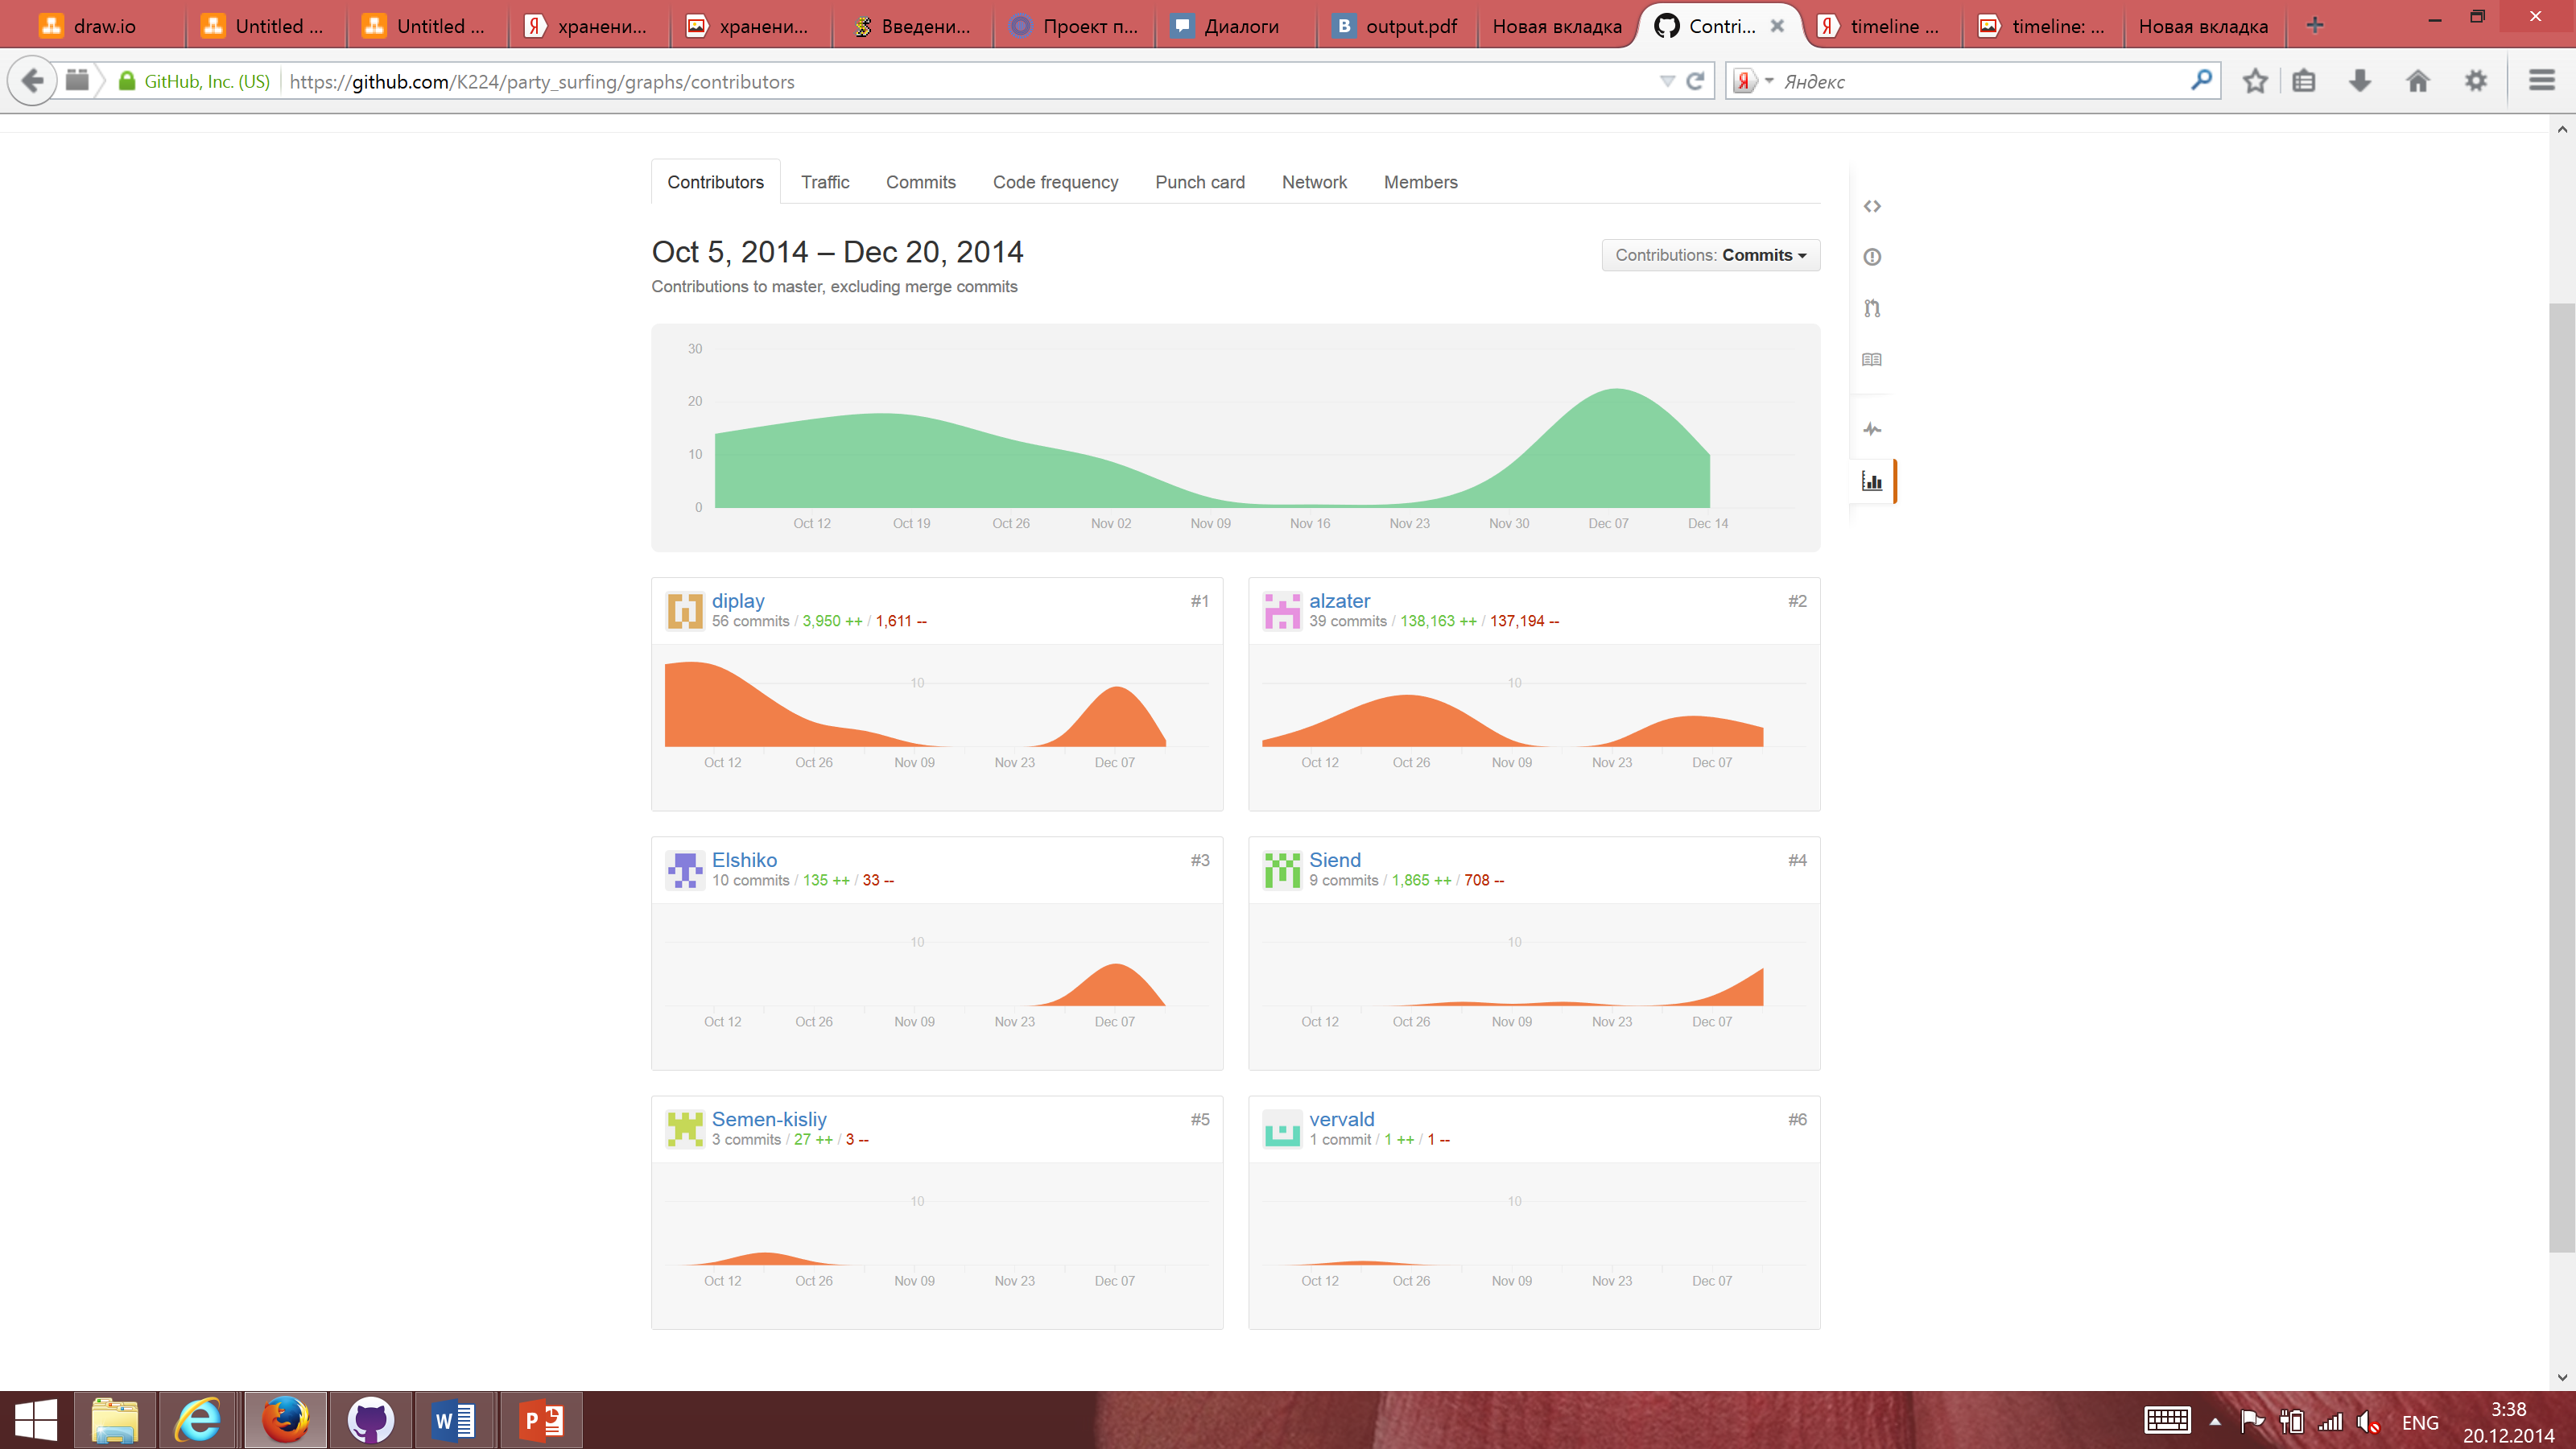 draw.io
Untitled ...
Untitled ...
хранени...
хранени...
Введени...
Проект п...
Диалоги
output.pdf
Новая вкладка
Contri...
timeline ...
timeline: ...
Новая вкладка
GitHub, Inc. (US)
https://github.com/K224/party_surfing/graphs/contributors
Яндекс
Contributors Traffic Commits Code frequency Punch card Network Members
Oct 5, 2014 – Dec 20, 2014
Contributions: Commits
Contributions to master, excluding merge commits
30
20
10
0
Oct 12 Oct 19 Oct 26 Nov 02 Nov 09 Nov 16 Nov 23 Nov 30 Dec 07 Dec 14
diplay #1
56 commits / 3,950 ++ / 1,611 --
10
Oct 12 Oct 26 Nov 09 Nov 23 Dec 07
alzater #2
39 commits / 138,163 ++ / 137,194 --
10
Oct 12 Oct 26 Nov 09 Nov 23 Dec 07
Elshiko #3
10 commits / 135 ++ / 33 --
10
Oct 12 Oct 26 Nov 09 Nov 23 Dec 07
Siend #4
9 commits / 1,865 ++ / 708 --
10
Oct 12 Oct 26 Nov 09 Nov 23 Dec 07
Semen-kisliy #5
3 commits / 27 ++ / 3 --
10
Oct 12 Oct 26 Nov 09 Nov 23 Dec 07
vervald #6
1 commit / 1 ++ / 1 --
10
Oct 12 Oct 26 Nov 09 Nov 23 Dec 07
ENG
3:38
20.12.2014